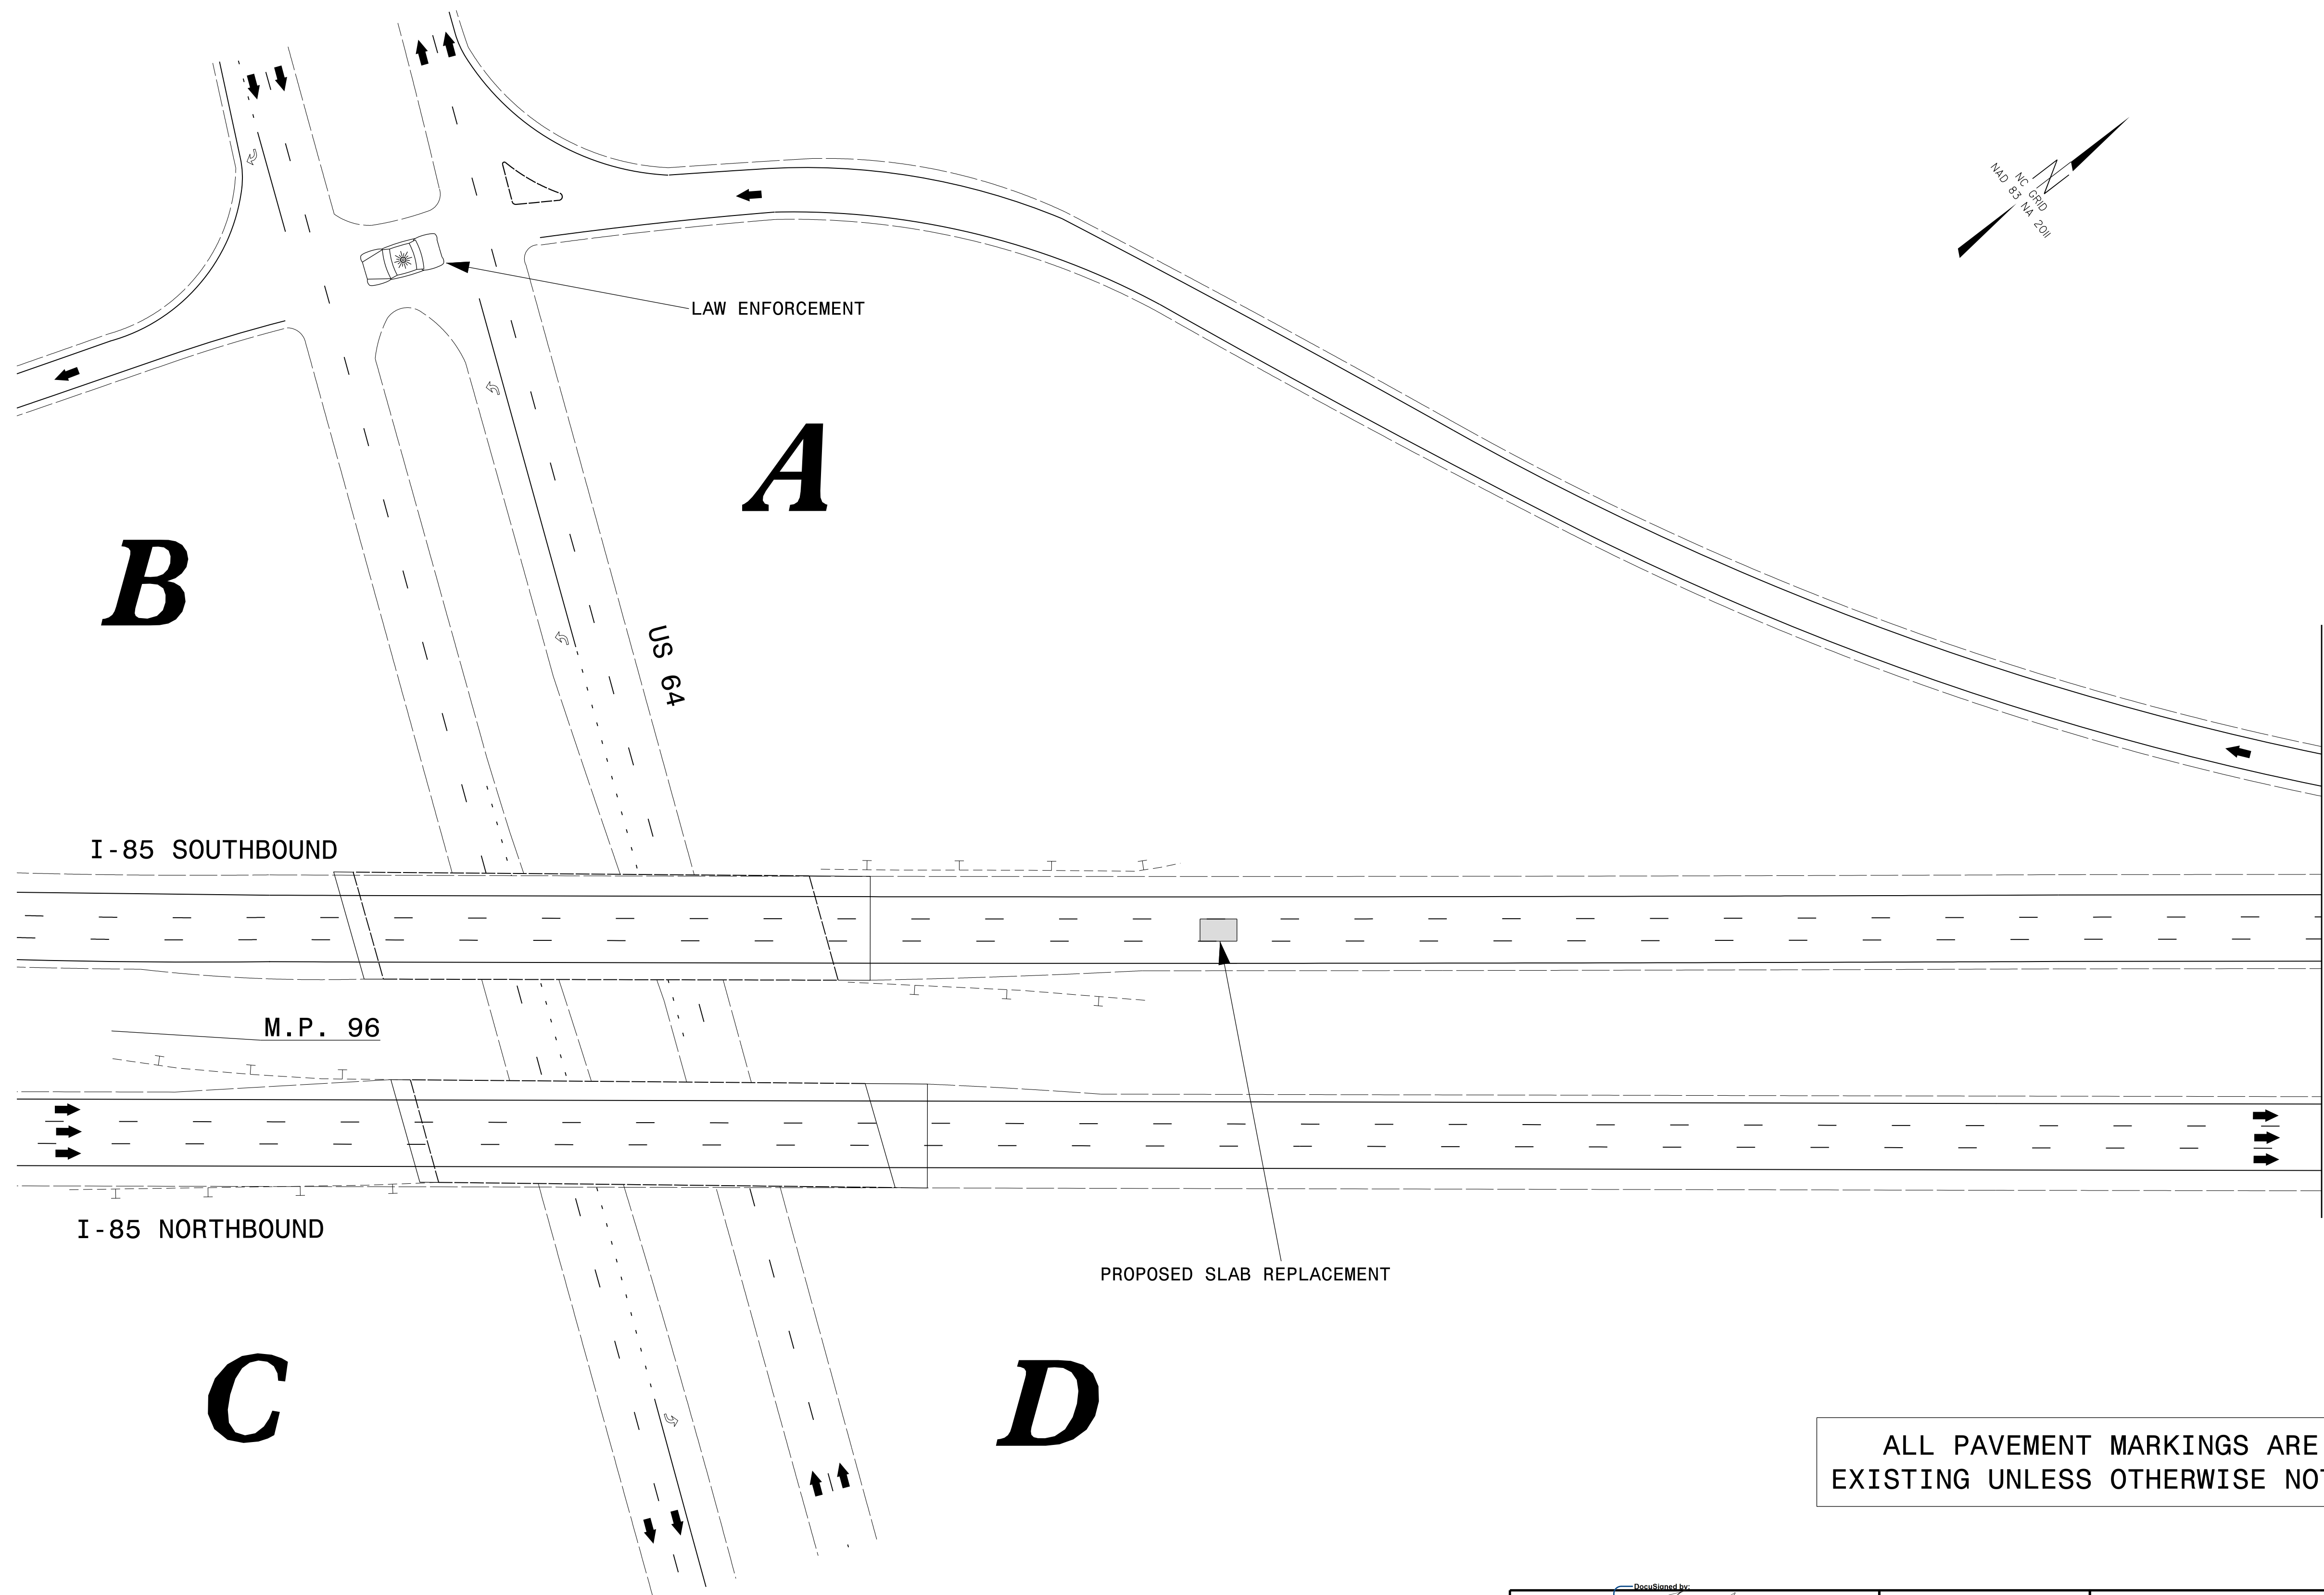 NC GRID
NAD 83 NA 2011
LAW ENFORCEMENT
A
B
US 64
I-85 SOUTHBOUND
M.P. 96
I-85 NORTHBOUND
PROPOSED SLAB REPLACEMENT
C
D
ALL PAVEMENT MARKINGS ARE
EXISTING UNLESS OTHERWISE
DocuSigned by: